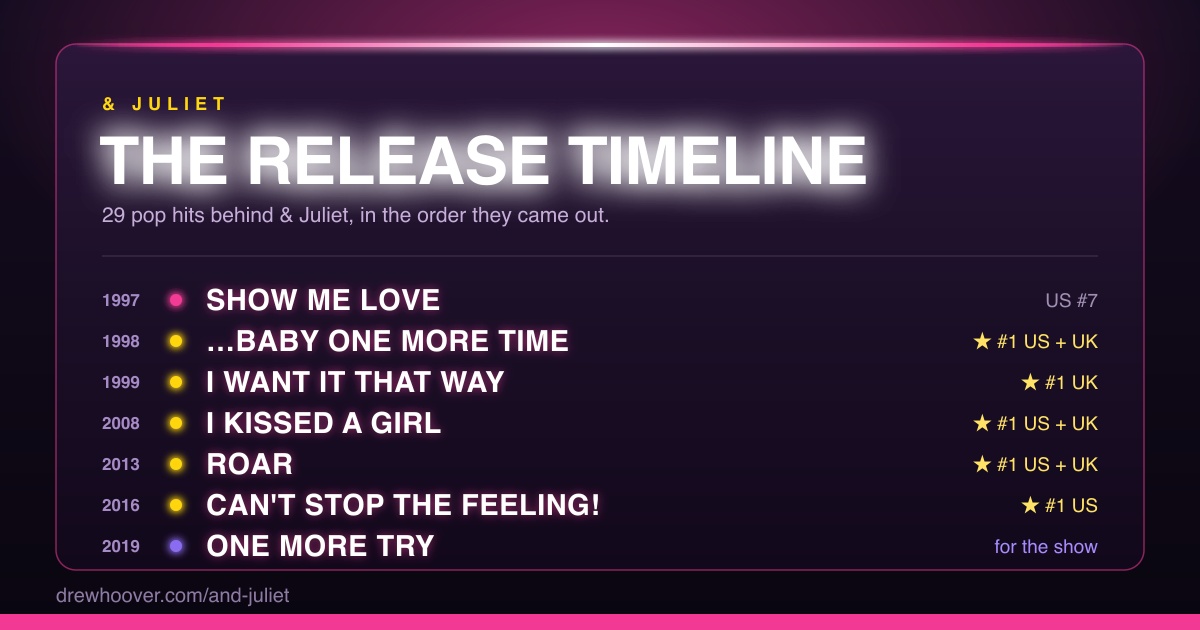 & JULIET
THE RELEASE TIMELINE
29 pop hits behind & Juliet, in the order they came out.
1997 SHOW ME LOVE US #7
1998 ...BABY ONE MORE TIME ★ #1 US + UK
1999 I WANT IT THAT WAY ★ #1 UK
2008 I KISSED A GIRL ★ #1 US + UK
2013 ROAR ★ #1 US + UK
2016 CAN'T STOP THE FEELING! ★ #1 US
2019 ONE MORE TRY for the show
drewhoover.com/and-juliet